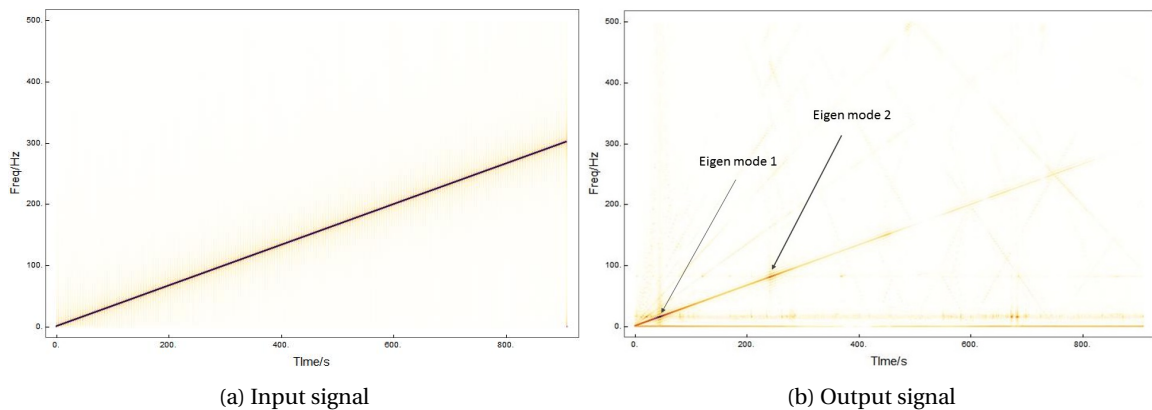 500.
400.
300.
200.
100.
0.
Freq/Hz
0.
200.
400.
600.
800.
TIme/s
(a) Input signal
500.
400.
300.
200.
100.
0.
Freq/Hz
Eigen mode 2
Eigen mode 1
0.
200.
400.
600.
800.
TIme/s
(b) Output signal